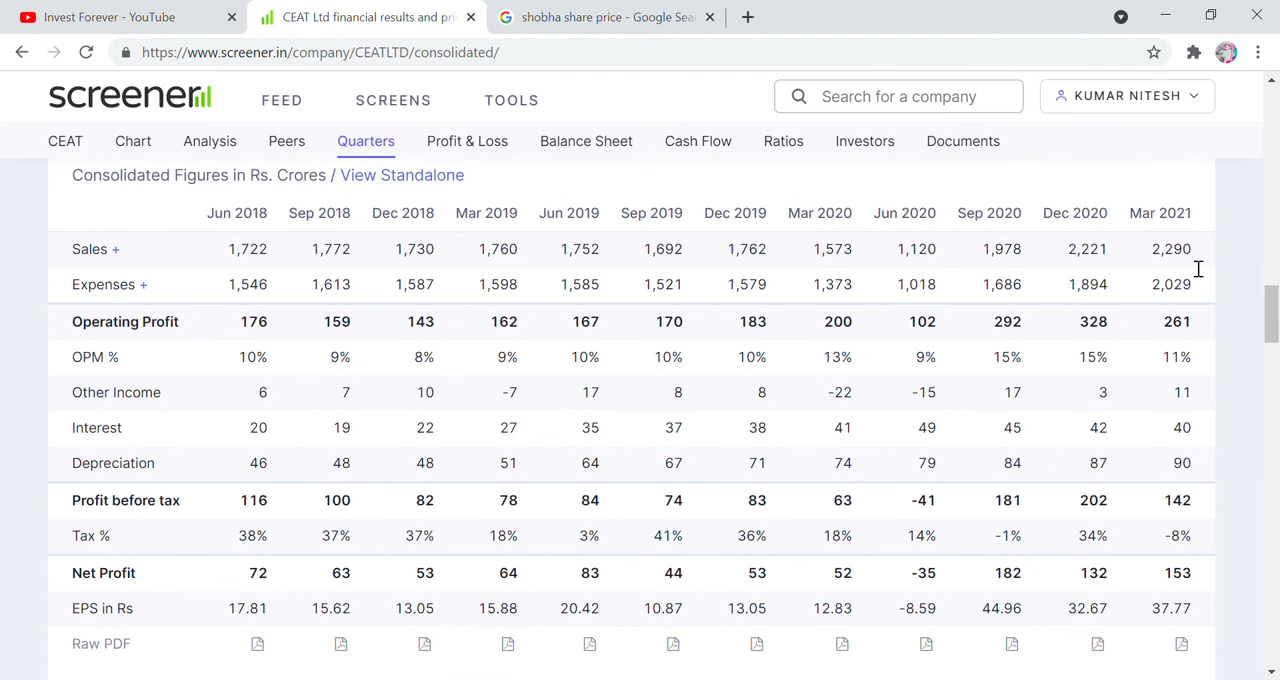 Invest Forever - YouTube
CEAT Ltd financial results and pri
shobha share price - Google Sea
https://www.screener.in/company/CEATLTD/consolidated/
screener FEED SCREENS TOOLS Search for a company KUMAR NITESH
CEAT Chart Analysis Peers Quarters Profit & Loss Balance Sheet Cash Flow Ratios Investors Documents
Consolidated Figures in Rs. Crores / View Standalone
Jun 2018 Sep 2018 Dec 2018 Mar 2019 Jun 2019 Sep 2019 Dec 2019 Mar 2020 Jun 2020 Sep 2020 Dec 2020 Mar 2021
Sales + 1,722 1,772 1,730 1,760 1,752 1,692 1,762 1,573 1,120 1,978 2,221 2,290
Expenses + 1,546 1,613 1,587 1,598 1,585 1,521 1,579 1,373 1,018 1,686 1,894 2,029
Operating Profit 176 159 143 162 167 170 183 200 102 292 328 261
OPM % 10% 9% 8% 9% 10% 10% 10% 13% 9% 15% 15% 11%
Other Income 6 7 10 -7 17 8 8 -22 -15 17 3 11
Interest 20 19 22 27 35 37 38 41 49 45 42 40
Depreciation 46 48 48 51 64 67 71 74 79 84 87 90
Profit before tax 116 100 82 78 84 74 83 63 -41 181 202 142
Tax % 38% 37% 37% 18% 3% 41% 36% 18% 14% -1% 34% -8%
Net Profit 72 63 53 64 83 44 53 52 -35 182 132 153
EPS in Rs 17.81 15.62 13.05 15.88 20.42 10.87 13.05 12.83 -8.59 44.96 32.67 37.77
Raw PDF